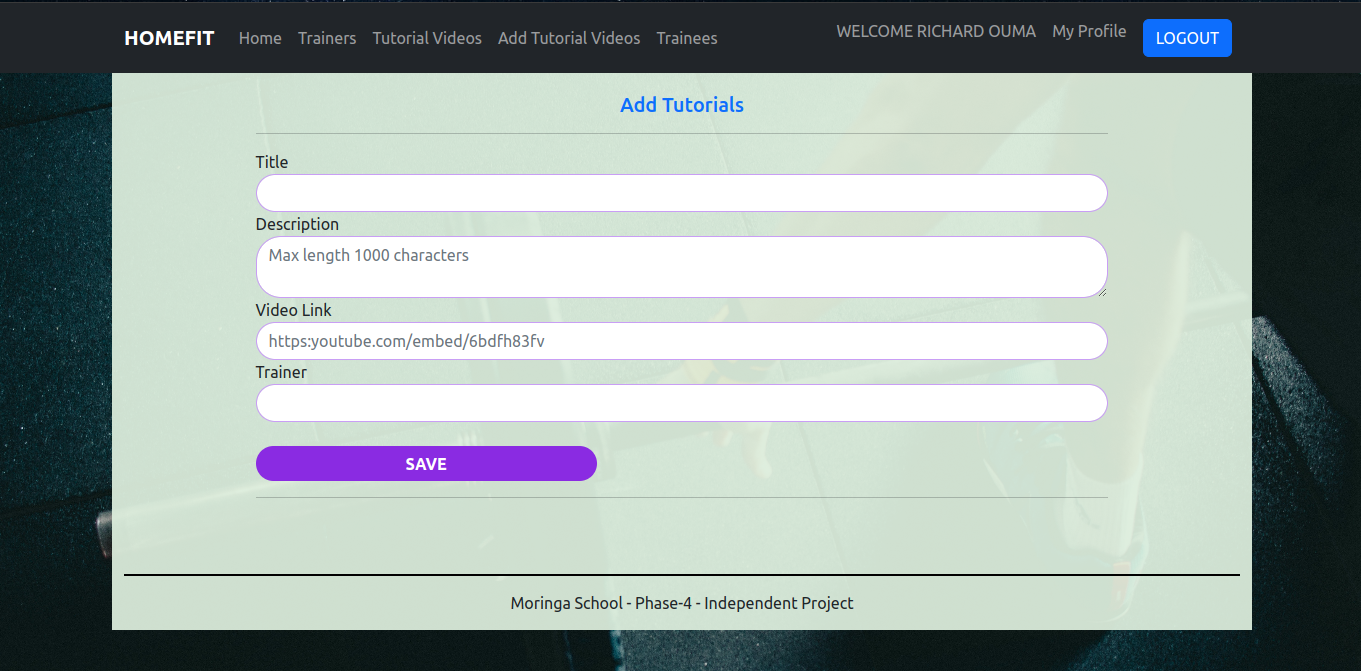 HOMEFIT Home Trainers Tutorial Videos Add Tutorial Videos Trainees WELCOME RICHARD OUMA My Profile LOGOUT
Add Tutorials
Title
Description
Max length 1000 characters
Video Link
https:youtube.com/embed/6bdfh83fv
Trainer
SAVE
Moringa School - Phase-4 - Independent Project